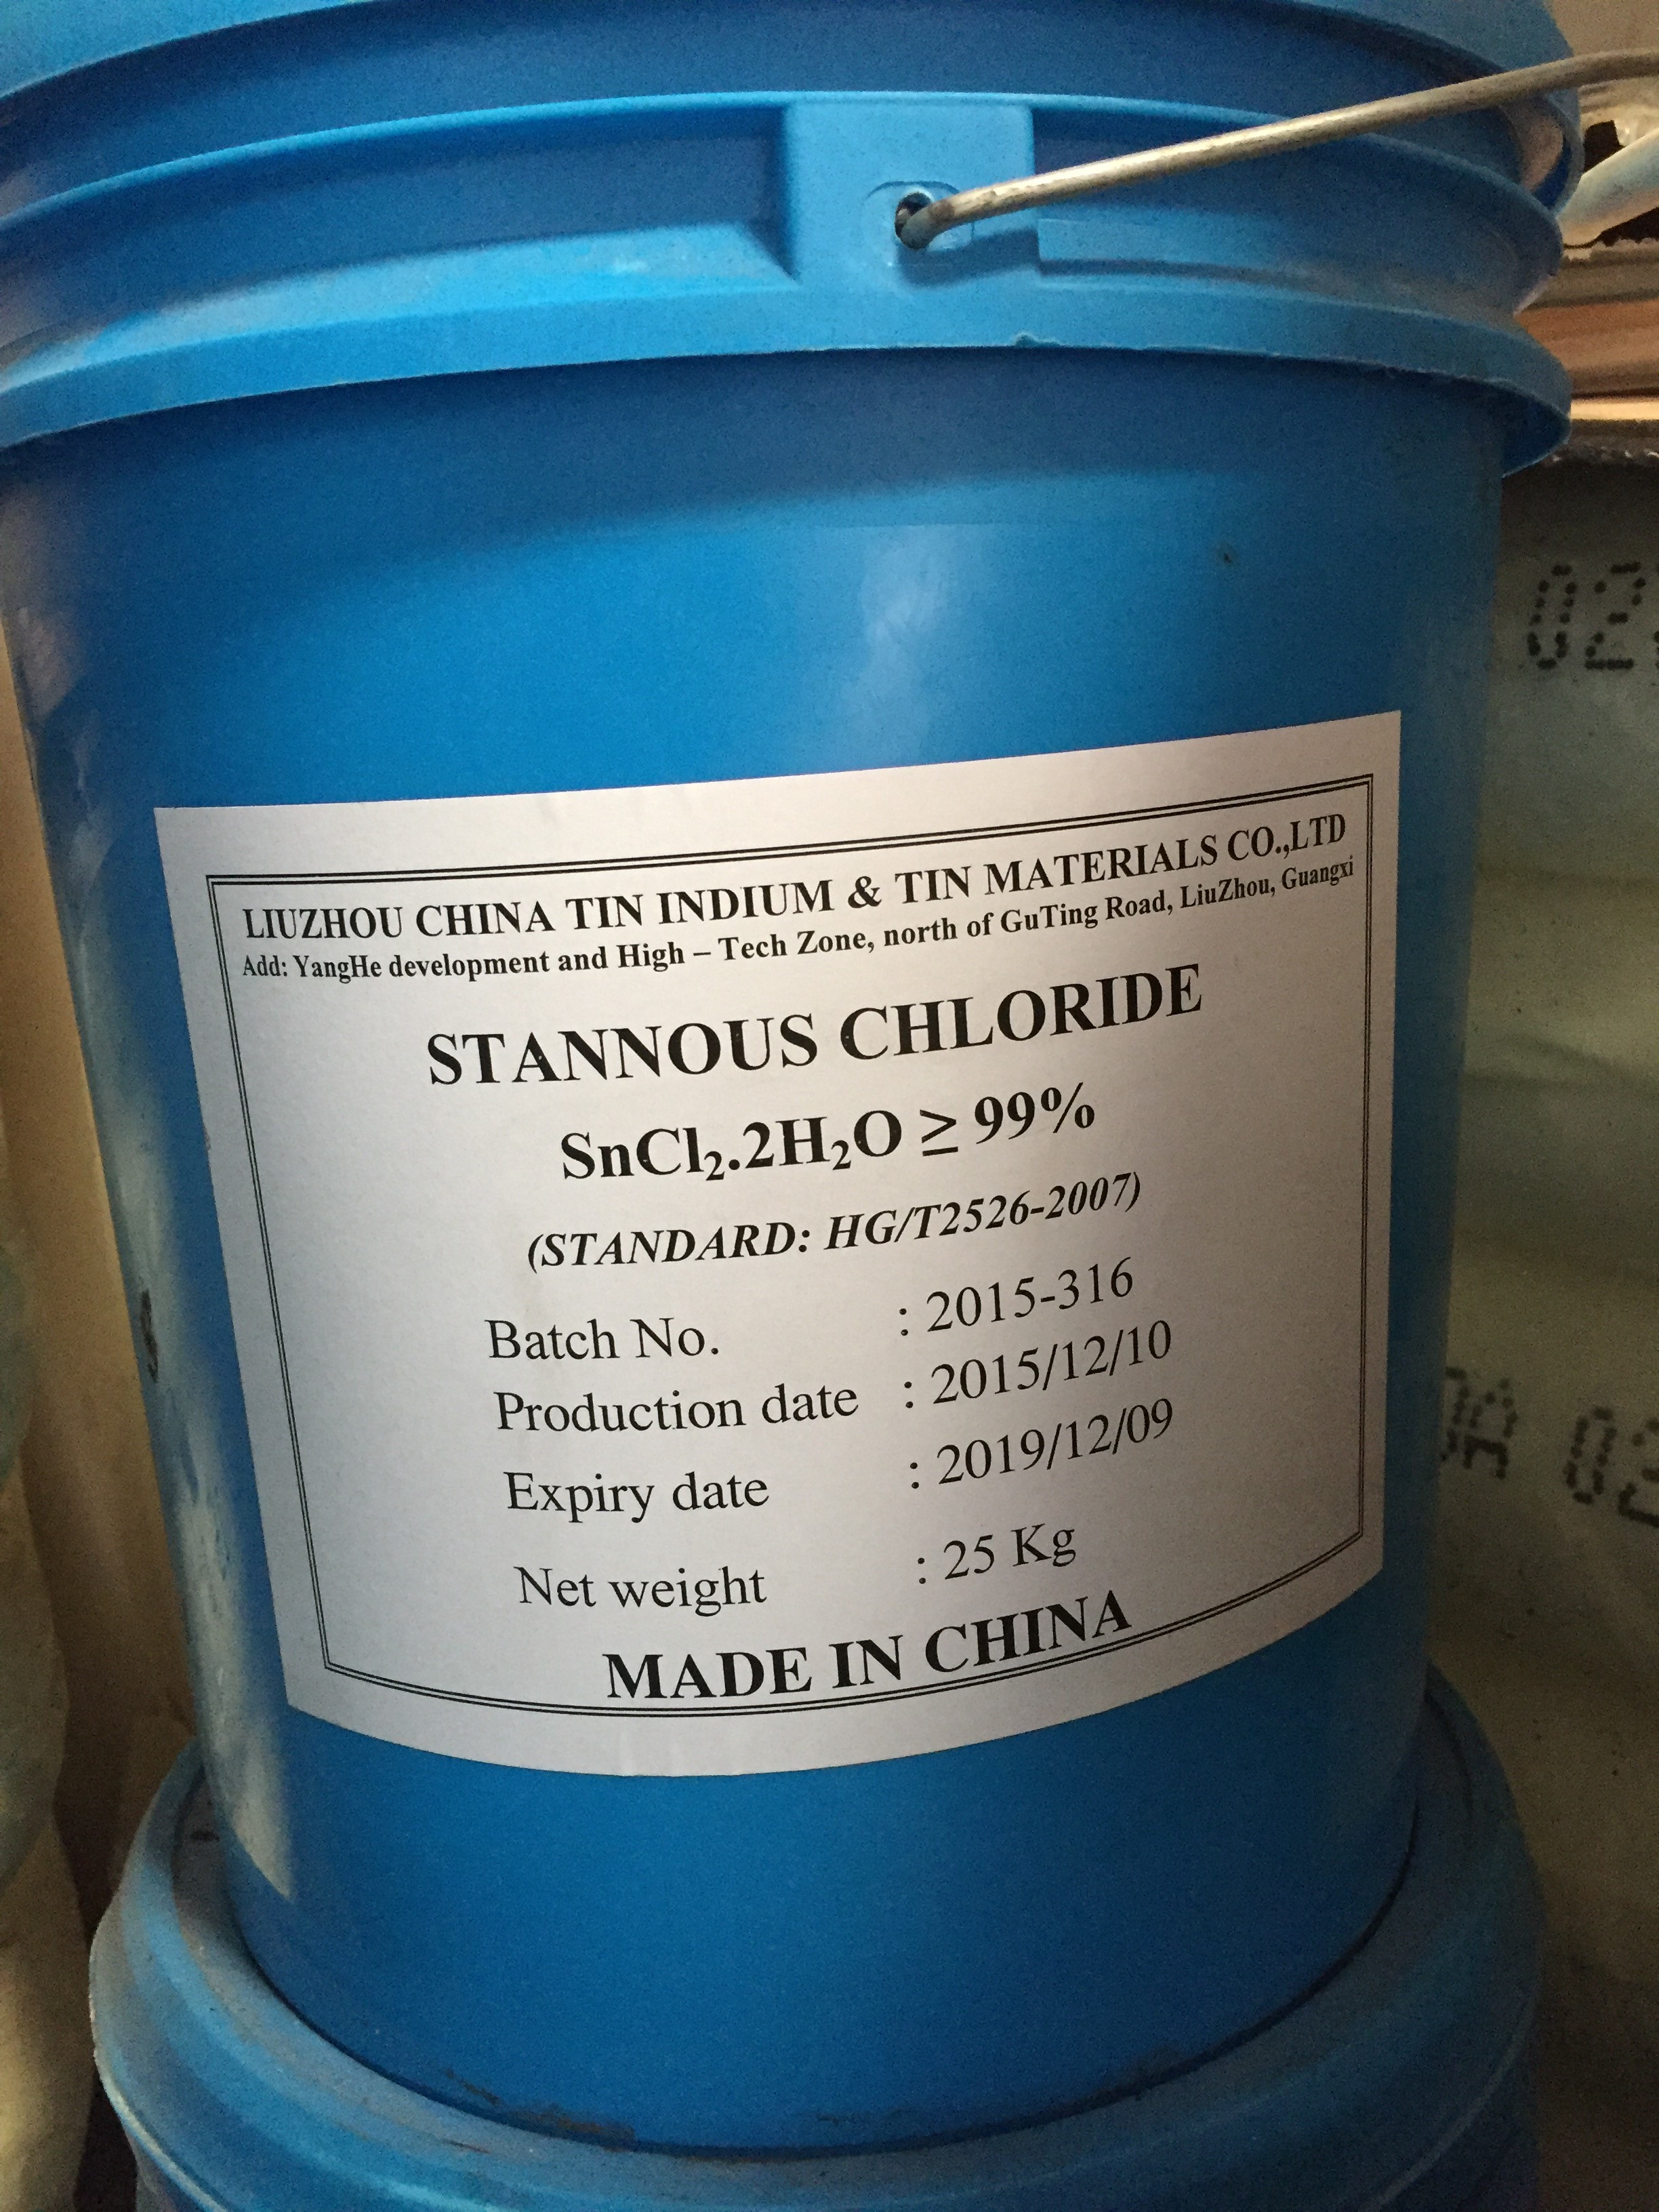 LIUZHOU CHINA TIN INDIUM & TIN MATERIALS CO.,LTD
Add: YangHe development and High – Tech Zone, north of GuTing Road, LiuZhou, Guangxi
STANNOUS CHLORIDE
SnCl₂.2H₂O ≥ 99%
(STANDARD: HG/T2526-2007)
Batch No. : 2015-316
Production date : 2015/12/10
Expiry date : 2019/12/09
Net weight : 25 Kg
MADE IN CHINA
02